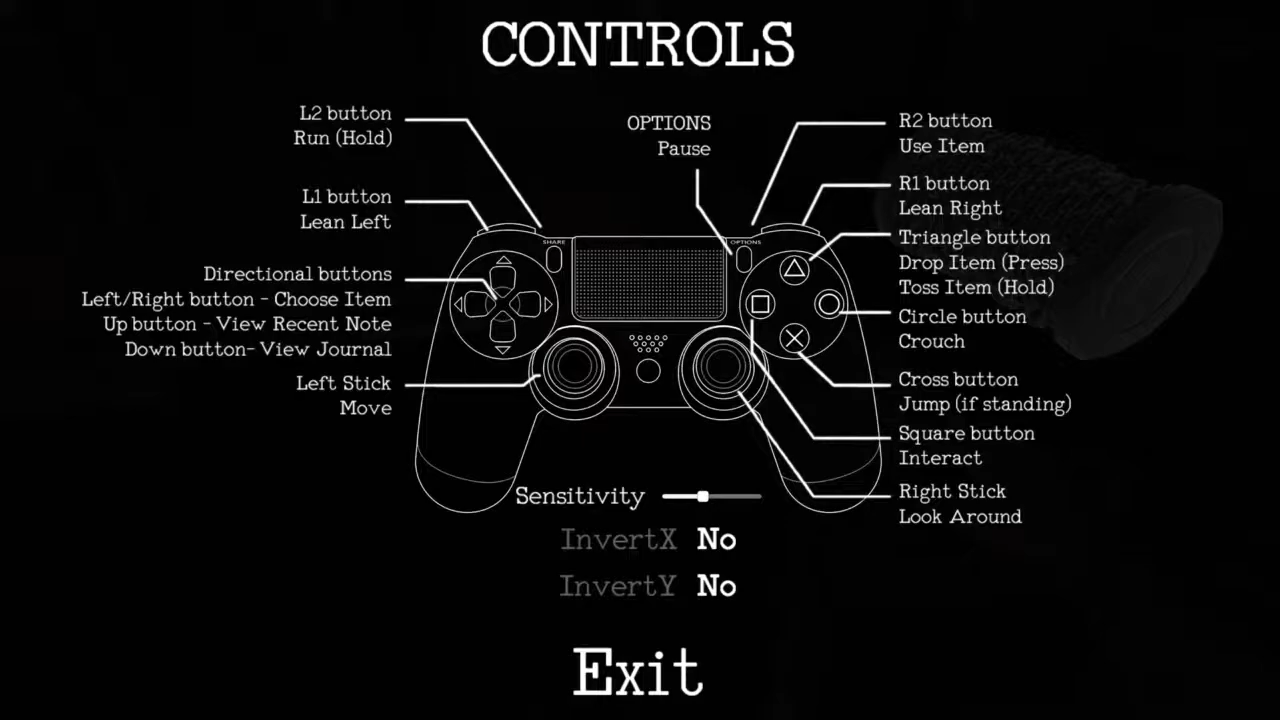 CONTROLS
L2 button
Run (Hold)
L1 button
Lean Left
Directional buttons
Left/Right button - Choose Item
Up button - View Recent Note
Down button- View Journal
Left Stick
Move
OPTIONS
Pause
SHARE
OPTIONS
R2 button
Use Item
R1 button
Lean Right
Triangle button
Drop Item (Press)
Toss Item (Hold)
Circle button
Crouch
Cross button
Jump (if standing)
Square button
Interact
Right Stick
Look Around
Sensitivity
InvertX No
InvertY No
Exit